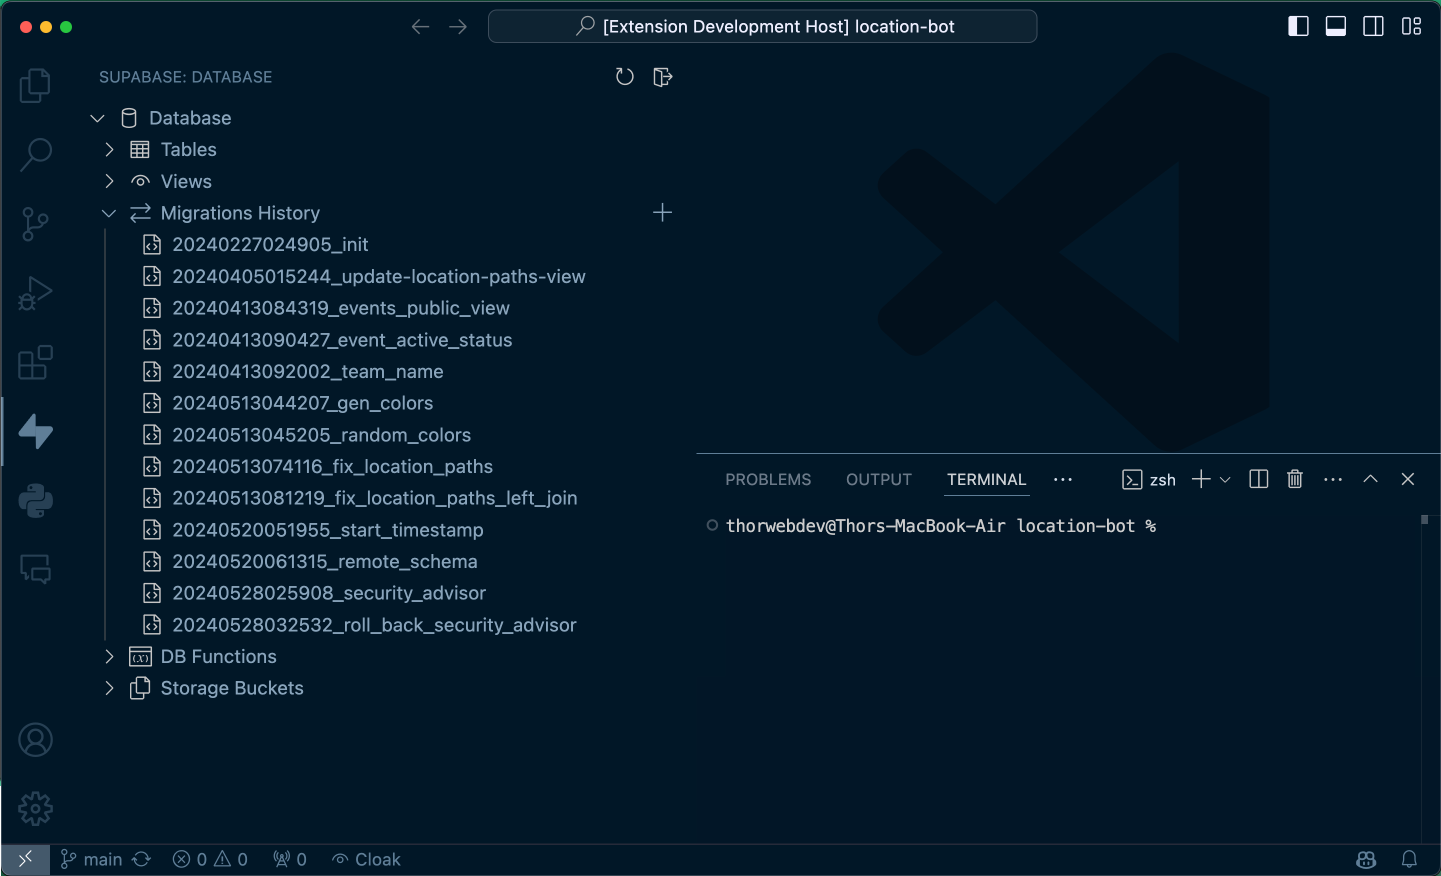 [Extension Development Host] location-bot
SUPABASE: DATABASE
Database
Tables
Views
Migrations History
20240227024905_init
20240405015244_update-location-paths-view
20240413084319_events_public_view
20240413090427_event_active_status
20240413092002_team_name
20240513044207_gen_colors
20240513045205_random_colors
20240513074116_fix_location_paths
20240513081219_fix_location_paths_left_join
20240520051955_start_timestamp
20240520061315_remote_schema
20240528025908_security_advisor
20240528032532_roll_back_security_advisor
DB Functions
Storage Buckets
PROBLEMS OUTPUT TERMINAL zsh
thorwebdev@Thors-MacBook-Air location-bot %
main 0 0 0 Cloak